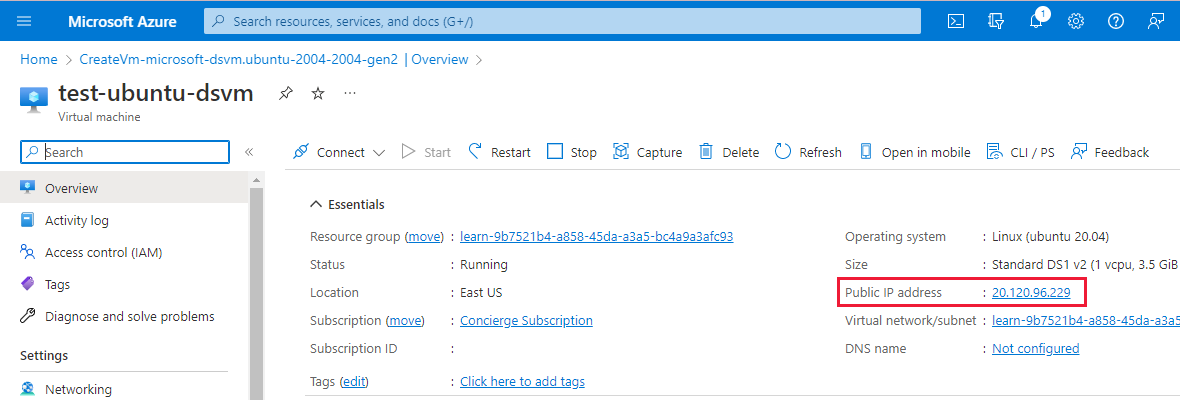 Microsoft Azure
Search resources, services, and docs (G+/)
1
Home > CreateVm-microsoft-dsvm.ubuntu-2004-2004-gen2 | Overview >
test-ubuntu-dsvm
...
Virtual machine
Search
«
Connect
Start
Restart
Stop
Capture
Delete
Refresh
Open in mobile
CLI / PS
Feedback
Overview
Activity log
Access control (IAM)
Tags
Diagnose and solve problems
Settings
Networking
Essentials
Resource group (move) : learn-9b7521b4-a858-45da-a3a5-bc4a9a3afc93
Status : Running
Location : East US
Subscription (move) : Concierge Subscription
Subscription ID :
Tags (edit) : Click here to add tags
Operating system : Linux (ubuntu 20.04)
Size : Standard DS1 v2 (1 vcpu, 3.5 GiB
Public IP address : 20.120.96.229
Virtual network/subnet : learn-9b7521b4-a858-45da-a3a5
DNS name : Not configured